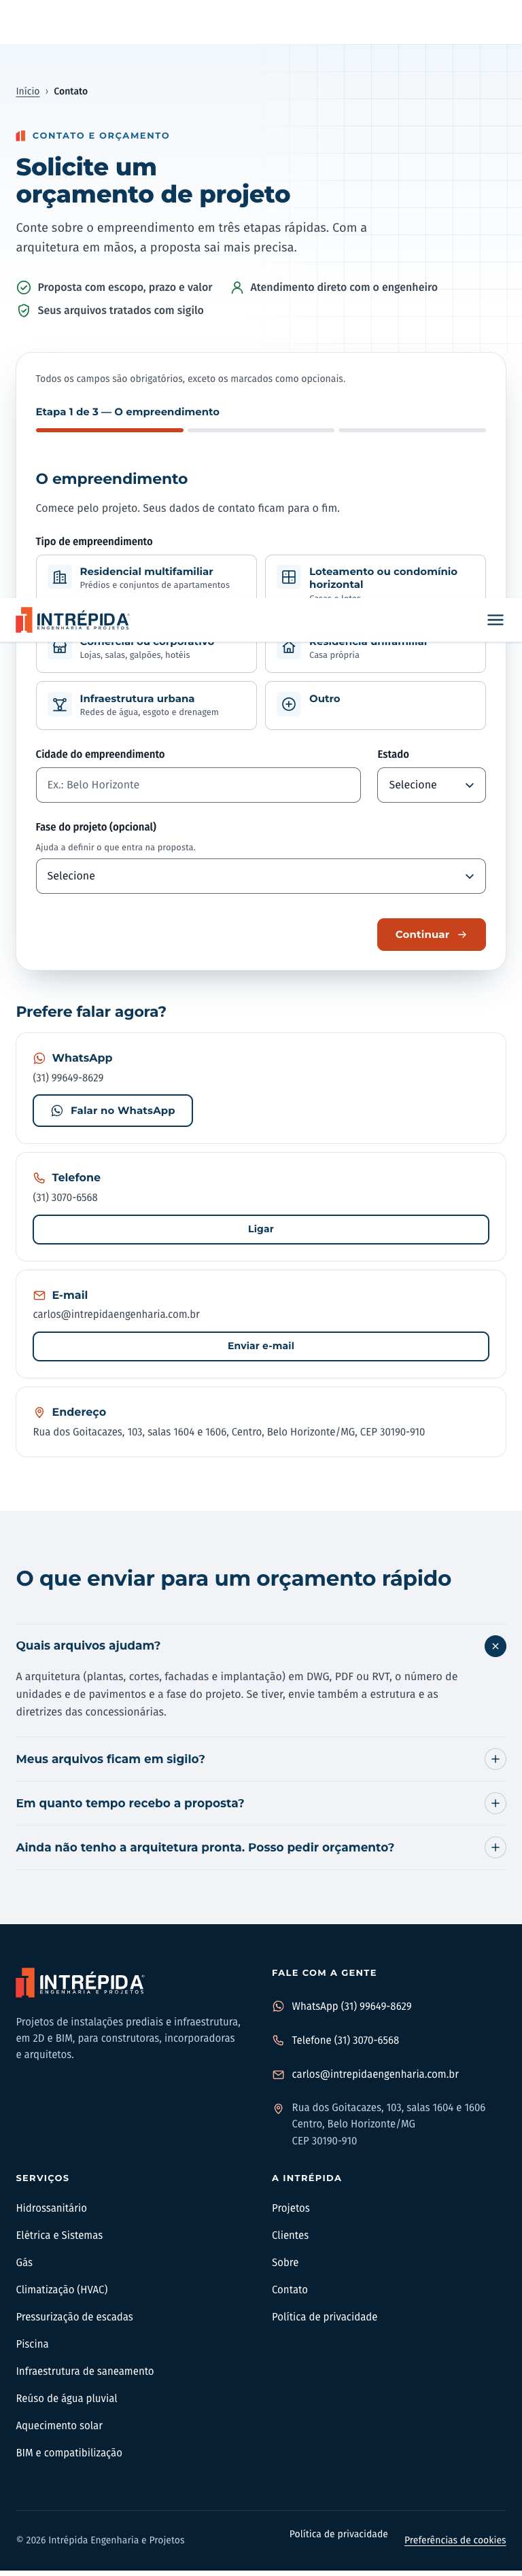 Início › Contato
CONTATO E ORÇAMENTO
Solicite um
orçamento de projeto
Conte sobre o empreendimento em três etapas rápidas. Com a
arquitetura em mãos, a proposta sai mais precisa.
Proposta com escopo, prazo e valor
Atendimento direto com o engenheiro
Seus arquivos tratados com sigilo
Todos os campos são obrigatórios, exceto os marcados como opcionais.
Etapa 1 de 3 — O empreendimento
O empreendimento
Comece pelo projeto. Seus dados de contato ficam para o fim.
Tipo de empreendimento
Residencial multifamiliar
Prédios e conjuntos de apartamentos
Loteamento ou condomínio
horizontal
Casas e lotes
INTRÉPIDA
ENGENHARIA E PROJETOS
Comercial ou corporativo
Lojas, salas, galpões, hotéis
Residência unifamiliar
Casa própria
Infraestrutura urbana
Redes de água, esgoto e drenagem
Outro
Cidade do empreendimento
Ex.: Belo Horizonte
Estado
Selecione
Fase do projeto (opcional)
Ajuda a definir o que entra na proposta.
Selecione
Continuar
Prefere falar agora?
WhatsApp
(31) 99649-8629
Falar no WhatsApp
Telefone
(31) 3070-6568
Ligar
E-mail
carlos@intrepidaengenharia.com.br
Enviar e-mail
Endereço
Rua dos Goitacazes, 103, salas 1604 e 1606, Centro, Belo Horizonte/MG, CEP 30190-910
O que enviar para um orçamento rápido
Quais arquivos ajudam?
A arquitetura (plantas, cortes, fachadas e implantação) em DWG, PDF ou RVT, o número de
unidades e de pavimentos e a fase do projeto. Se tiver, envie também a estrutura e as
diretrizes das concessionárias.
Meus arquivos ficam em sigilo?
Em quanto tempo recebo a proposta?
Ainda não tenho a arquitetura pronta. Posso pedir orçamento?
INTRÉPIDA
ENGENHARIA E PROJETOS
Projetos de instalações prediais e infraestrutura,
em 2D e BIM, para construtoras, incorporadoras
e arquitetos.
FALE COM A GENTE
WhatsApp (31) 99649-8629
Telefone (31) 3070-6568
carlos@intrepidaengenharia.com.br
Rua dos Goitacazes, 103, salas 1604 e 1606
Centro, Belo Horizonte/MG
CEP 30190-910
SERVIÇOS
Hidrossanitário
Elétrica e Sistemas
Gás
Climatização (HVAC)
Pressurização de escadas
Piscina
Infraestrutura de saneamento
Reúso de água pluvial
Aquecimento solar
BIM e compatibilização
A INTRÉPIDA
Projetos
Clientes
Sobre
Contato
Política de privacidade
© 2026 Intrépida Engenharia e Projetos
Política de privacidade
Preferências de cookies